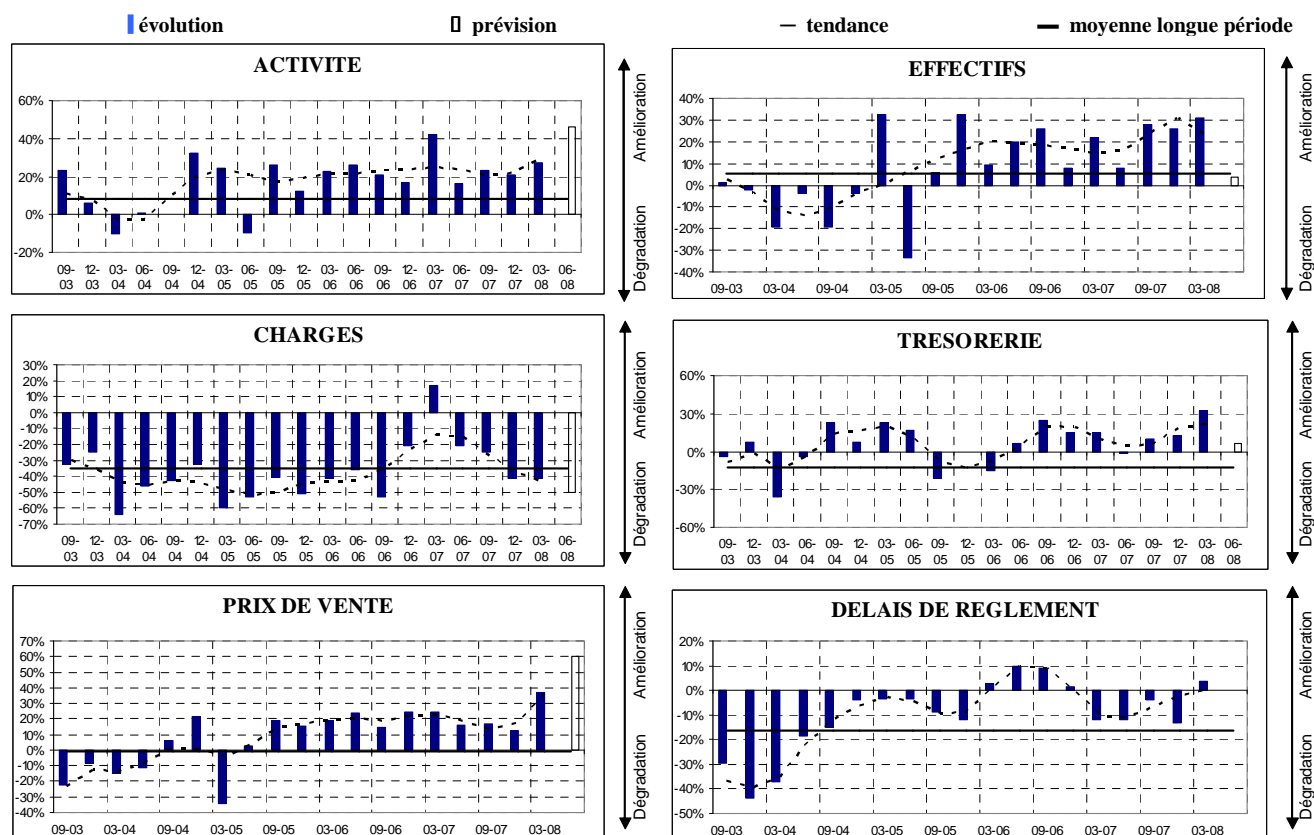 évolution prévision tendance moyenne longue période
ACTIVITE
60%
40%
20%
0%
-20%
09-03 12-03 03-04 06-04 09-04 12-04 03-05 06-05 09-05 12-05 03-06 06-06 09-06 12-06 03-07 06-07 09-07 12-07 03-08 06-08
Amélioration
Dégradation
EFFECTIFS
40%
30%
20%
10%
0%
-10%
-20%
-30%
-40%
09-03 03-04 09-04 03-05 09-05 03-06 09-06 03-07 09-07 03-08
Amélioration
Dégradation
CHARGES
30%
20%
10%
0%
-10%
-20%
-30%
-40%
-50%
-60%
-70%
09-03 12-03 03-04 06-04 09-04 12-04 03-05 06-05 09-05 12-05 03-06 06-06 09-06 12-06 03-07 06-07 09-07 12-07 03-08 06-08
Amélioration
Dégradation
TRESORERIE
60%
30%
0%
-30%
-60%
09-03 12-03 03-04 06-04 09-04 12-04 03-05 06-05 09-05 12-05 03-06 06-06 09-06 12-06 03-07 06-07 09-07 12-07 03-08 06-08
Amélioration
Dégradation
PRIX DE VENTE
70%
60%
50%
40%
30%
20%
10%
0%
-10%
-20%
-30%
-40%
09-03 03-04 09-04 03-05 09-05 03-06 09-06 03-07 09-07 03-08
Amélioration
Dégradation
DELAIS DE REGLEMENT
20%
10%
0%
-10%
-20%
-30%
-40%
-50%
09-03 03-04 09-04 03-05 09-05 03-06 09-06 03-07 09-07 03-08
Amélioration
Dégradation